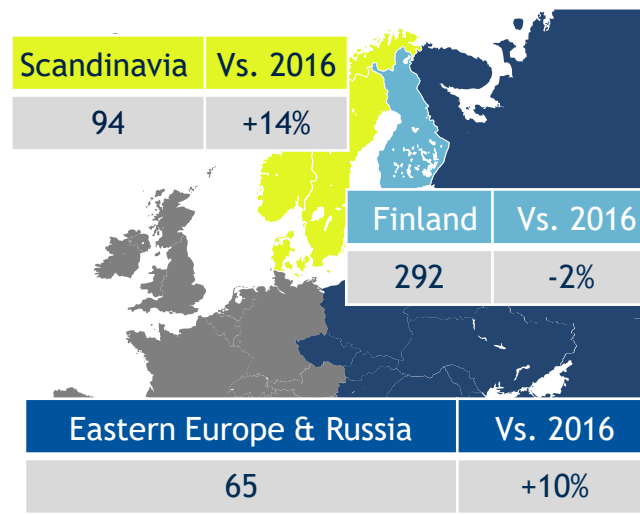 Scandinavia Vs. 2016
94 +14%
Finland Vs. 2016
292 -2%
Eastern Europe & Russia Vs. 2016
65 +10%